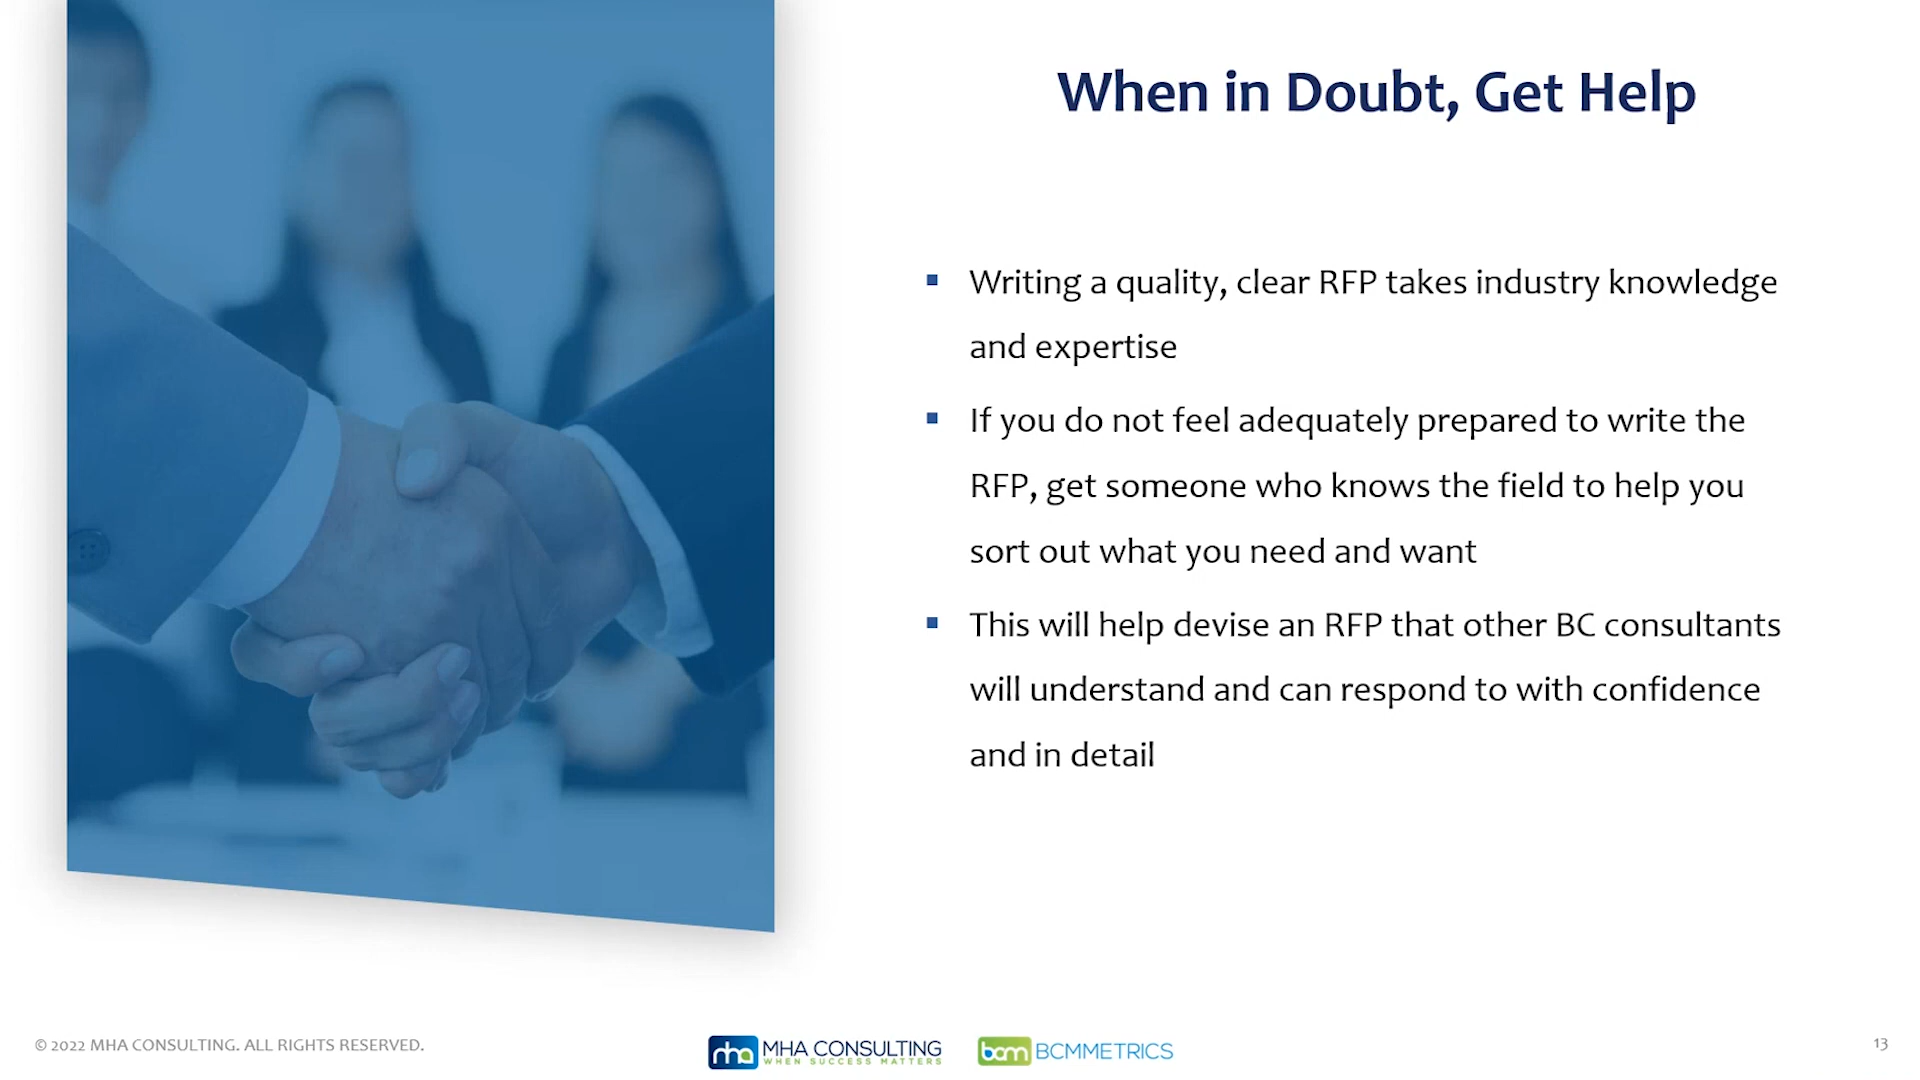 When in Doubt, Get Help
▪ Writing a quality, clear RFP takes industry knowledge
and expertise
▪ If you do not feel adequately prepared to write the
RFP, get someone who knows the field to help you
sort out what you need and want
▪ This will help devise an RFP that other BC consultants
will understand and can respond to with confidence
and in detail
© 2022 MHA CONSULTING. ALL RIGHTS RESERVED.
mha MHA CONSULTING
WHEN SUCCESS MATTERS
bcm BCMMETRICS
13